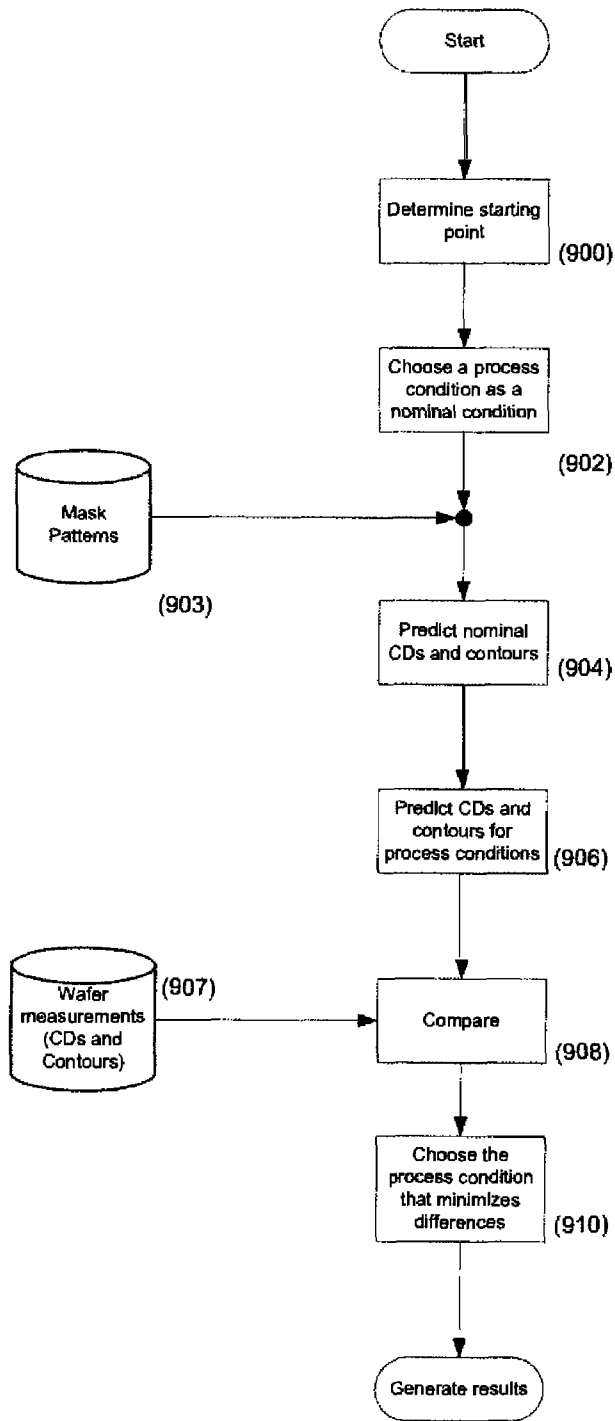 Start
Determine starting
point
(900)
Choose a process
condition as a
nominal condition
(902)
Mask
Patterns
(903)
Predict nominal
CDs and contours
(904)
Predict CDs and
contours for
process conditions
(906)
Wafer
measurements
(CDs and
Contours)
(907)
Compare
(908)
Choose the
process condition
that minimizes
differences
(910)
Generate results